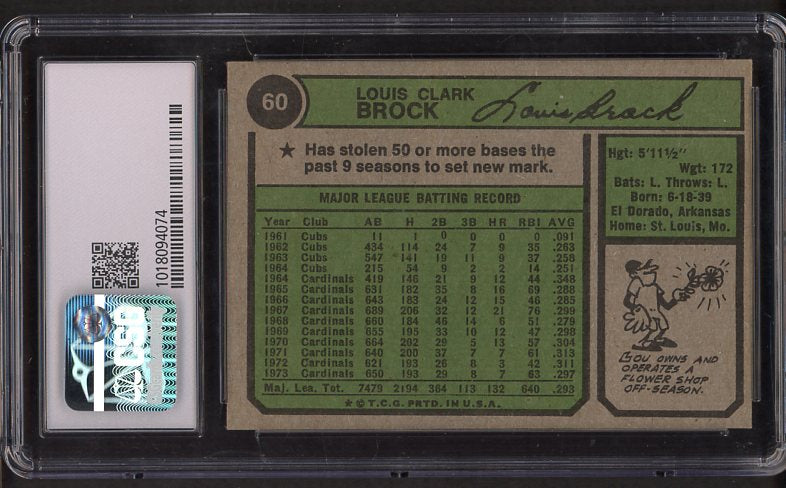 60
LOUIS CLARK
BROCK
Louis Brock
★ Has stolen 50 or more bases the
past 9 seasons to set new mark.
Hgt: 5'11½"
Wgt: 172
Bats: L. Throws: L.
Born: 6-18-39
El Dorado, Arkansas
Home: St. Louis, Mo.
MAJOR LEAGUE BATTING RECORD
Year Club AB H 2B 3B HR RBI AVG
1961 Cubs 11 1 0 0 0 0 .091
1962 Cubs 434 114 24 7 9 35 .263
1963 Cubs 547 141 19 11 9 37 .258
1964 Cubs 215 54 9 2 2 14 .251
1964 Cardinals 419 146 21 9 12 44 .348
1965 Cardinals 631 182 35 8 16 69 .288
1966 Cardinals 643 183 24 12 15 46 .285
1967 Cardinals 689 206 32 12 21 76 .299
1968 Cardinals 660 184 46 14 6 51 .279
1969 Cardinals 655 195 33 10 12 47 .298
1970 Cardinals 664 202 29 5 13 57 .304
1971 Cardinals 640 200 37 7 7 61 .313
1972 Cardinals 621 193 26 8 3 42 .311
1973 Cardinals 650 193 29 8 7 63 .297
Maj. Lea. Tot. 7479 2194 364 113 132 640 .293
★ © T.C.G. PRTD. IN U.S.A.
LOU OWNS AND
OPERATES A
FLOWER SHOP
OFF-SEASON.
1018094074